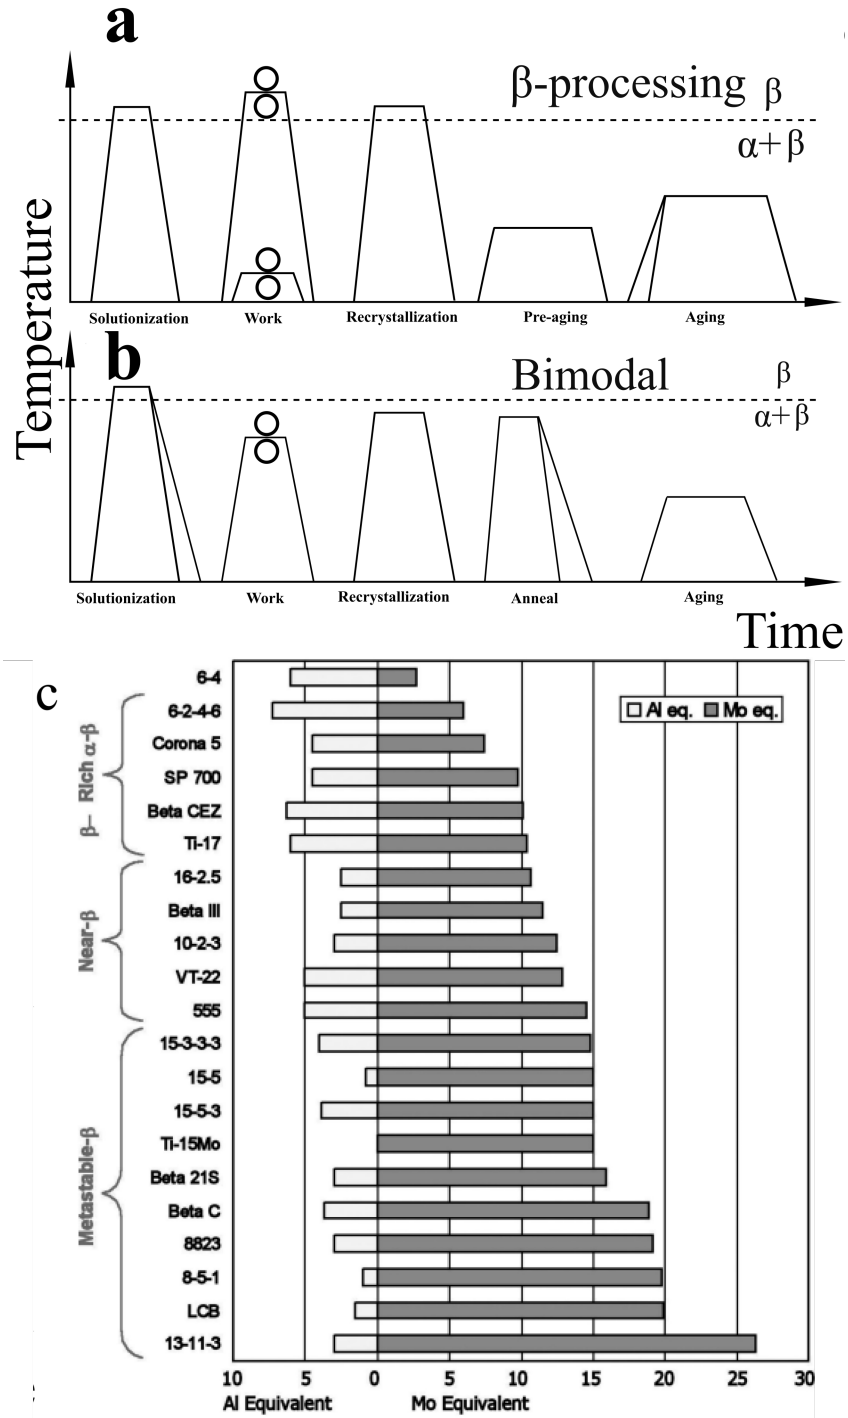 a
β-processing β
α+β
Temperature
Solutionization Work Recrystallization Pre-aging Aging
b
Bimodal β
α+β
Solutionization Work Recrystallization Anneal Aging
Time
c
Al eq. Mo eq.
β– Rich α-β
Near-β
Metastable-β
6-4
6-2-4-6
Corona 5
SP 700
Beta CEZ
Ti-17
16-2.5
Beta III
10-2-3
VT-22
555
15-3-3-3
15-5
15-5-3
Ti-15Mo
Beta 21S
Beta C
8823
8-5-1
LCB
13-11-3
10 5 0 5 10 15 20 25 30
Al Equivalent Mo Equivalent